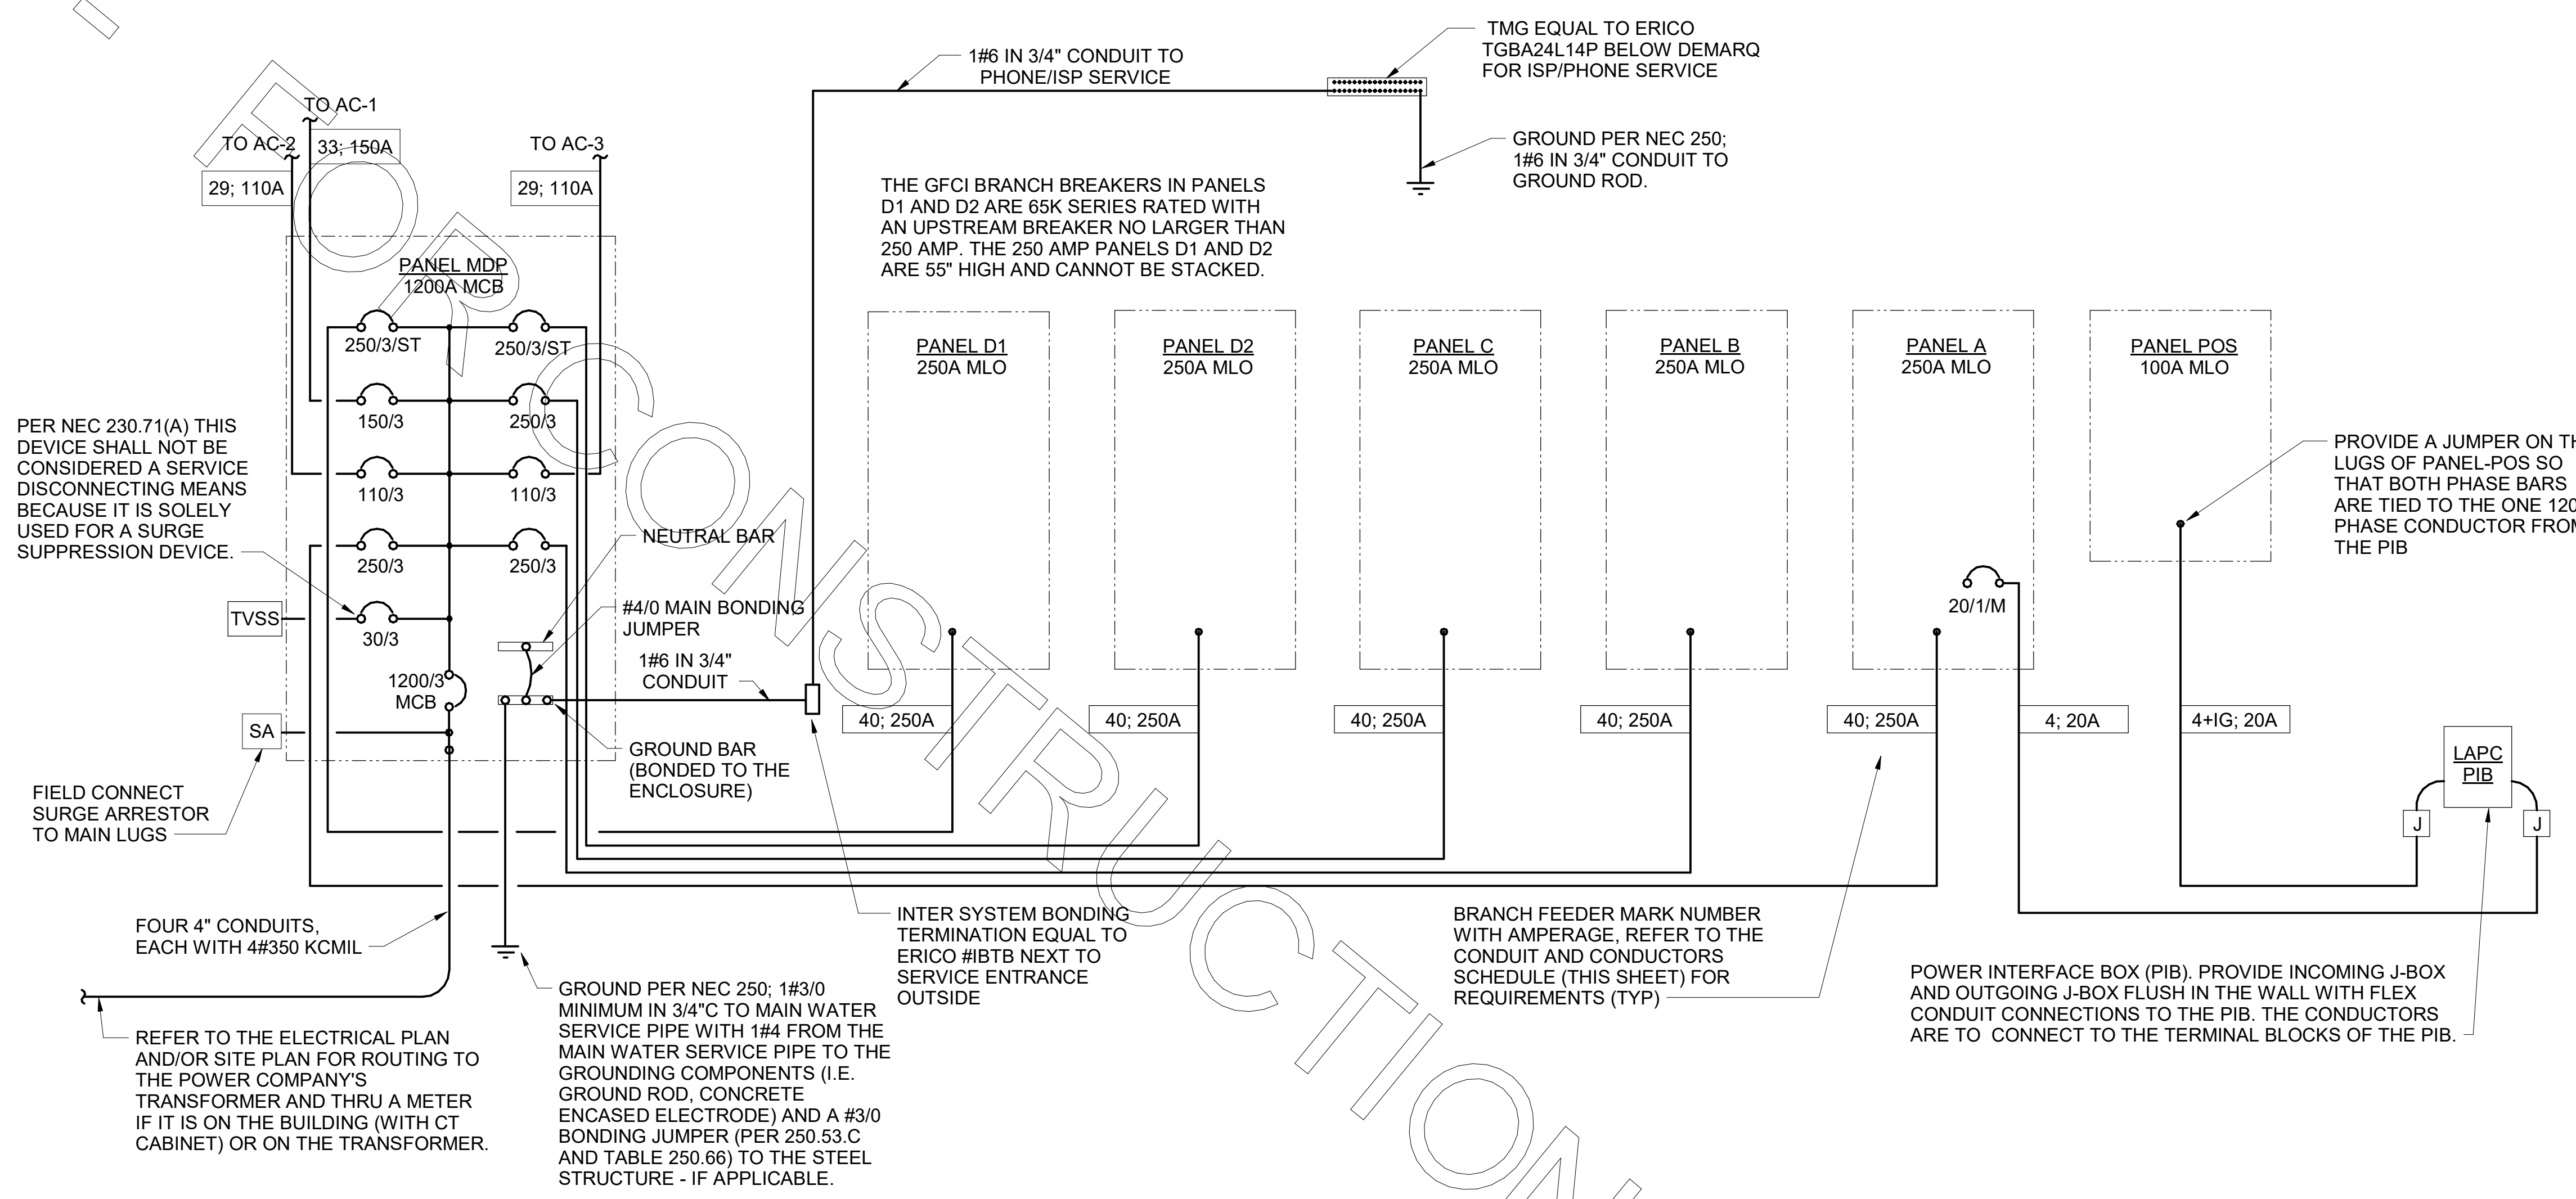 1#6 IN 3/4" CONDUIT TO
PHONE/ISP SERVICE
TMG EQUAL TO ERICO
TGBA24L14P BELOW DEMARQ
FOR ISP/PHONE SERVICE
GROUND PER NEC 250;
1#6 IN 3/4" CONDUIT TO
GROUND ROD.
TO AC-1
TO AC-2
33; 150A
TO AC-3
29; 110A
29; 110A
THE GFCI BRANCH BREAKERS IN PANELS
D1 AND D2 ARE 65K SERIES RATED WITH
AN UPSTREAM BREAKER NO LARGER THAN
250 AMP. THE 250 AMP PANELS D1 AND D2
ARE 55" HIGH AND CANNOT BE STACKED.
PANEL MDP
1200A MCB
250/3/ST
250/3/ST
150/3
250/3
110/3
110/3
250/3
250/3
30/3
1200/3
MCB
PER NEC 230.71(A) THIS
DEVICE SHALL NOT BE
CONSIDERED A SERVICE
DISCONNECTING MEANS
BECAUSE IT IS SOLELY
USED FOR A SURGE
SUPPRESSION DEVICE.
TVSS
SA
FIELD CONNECT
SURGE ARRESTOR
TO MAIN LUGS
NEUTRAL BAR
#4/0 MAIN BONDING
JUMPER
1#6 IN 3/4"
CONDUIT
GROUND BAR
(BONDED TO THE
ENCLOSURE)
PANEL D1
250A MLO
PANEL D2
250A MLO
PANEL C
250A MLO
PANEL B
250A MLO
PANEL A
250A MLO
PANEL POS
100A MLO
20/1/M
PROVIDE A JUMPER ON TH
LUGS OF PANEL-POS SO
THAT BOTH PHASE BARS
ARE TIED TO THE ONE 120
PHASE CONDUCTOR FROM
THE PIB
40; 250A
40; 250A
40; 250A
40; 250A
40; 250A
4; 20A
4+IG; 20A
LAPC
PIB
J
J
FOUR 4" CONDUITS,
EACH WITH 4#350 KCMIL
REFER TO THE ELECTRICAL PLAN
AND/OR SITE PLAN FOR ROUTING TO
THE POWER COMPANY'S
TRANSFORMER AND THRU A METER
IF IT IS ON THE BUILDING (WITH CT
CABINET) OR ON THE TRANSFORMER.
GROUND PER NEC 250; 1#3/0
MINIMUM IN 3/4"C TO MAIN WATER
SERVICE PIPE WITH 1#4 FROM THE
MAIN WATER SERVICE PIPE TO THE
GROUNDING COMPONENTS (I.E.
GROUND ROD, CONCRETE
ENCASED ELECTRODE) AND A #3/0
BONDING JUMPER (PER 250.53.C
AND TABLE 250.66) TO THE STEEL
STRUCTURE - IF APPLICABLE.
INTER SYSTEM BONDING
TERMINATION EQUAL TO
ERICO #IBTB NEXT TO
SERVICE ENTRANCE
OUTSIDE
BRANCH FEEDER MARK NUMBER
WITH AMPERAGE, REFER TO THE
CONDUIT AND CONDUCTORS
SCHEDULE (THIS SHEET) FOR
REQUIREMENTS (TYP)
POWER INTERFACE BOX (PIB). PROVIDE INCOMING J-BOX
AND OUTGOING J-BOX FLUSH IN THE WALL WITH FLEX
CONDUIT CONNECTIONS TO THE PIB. THE CONDUCTORS
ARE TO CONNECT TO THE TERMINAL BLOCKS OF THE PIB.
FOR CONSTRUCTION